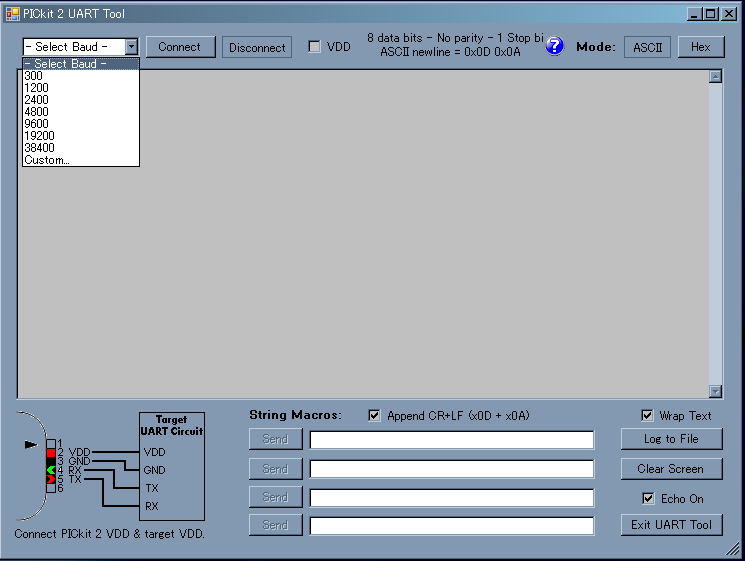 PICkit 2 UART Tool
- Select Baud -
Connect
Disconnect
VDD
8 data bits - No parity - 1 Stop bi
ASCII newline = 0x0D 0x0A
?
Mode:
ASCII
Hex
- Select Baud -
300
1200
2400
4800
9600
19200
38400
Custom...
Target
UART Circuit
1
2 VDD
3 GND
4 RX
5 TX
6
VDD
GND
TX
RX
Connect PICkit 2 VDD & target VDD.
String Macros:
Append CR+LF (x0D + x0A)
Wrap Text
Send
Log to File
Send
Clear Screen
Send
Echo On
Send
Exit UART Tool